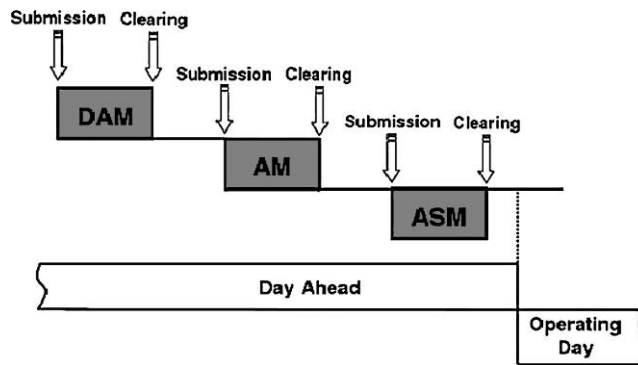 Submission Clearing
DAM
Submission Clearing
AM
Submission Clearing
ASM
Day Ahead
Operating
Day